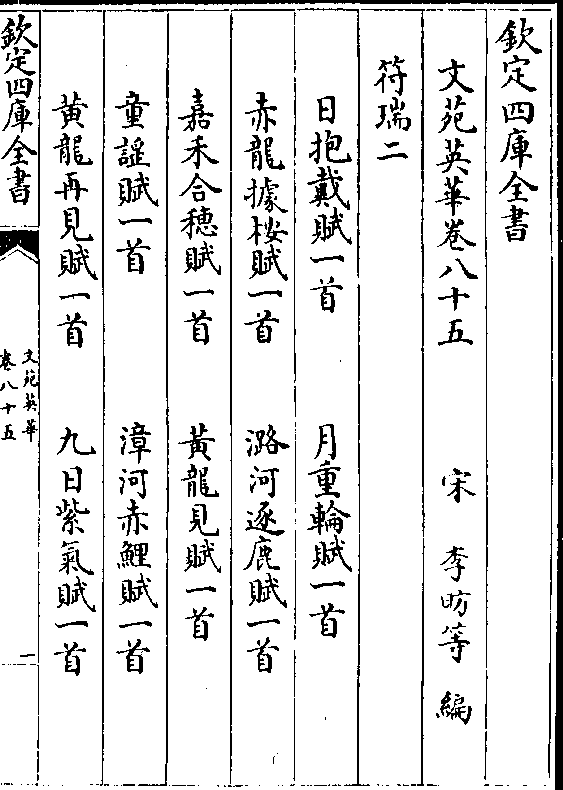 欽定四庫全書
文苑英華卷八十五
宋 李昉等 編
符瑞二
日抱戴賦一首 月重輪賦一首
赤龍據桉賦一首 潞河逐鹿賦一首
嘉禾合穗賦一首 黃龍見賦一首
童謡賦一首 漳河赤鯉賦一首
黃龍再見賦一首 九日紫氣賦一首
欽定四庫全書
文苑英華
卷八十五
一